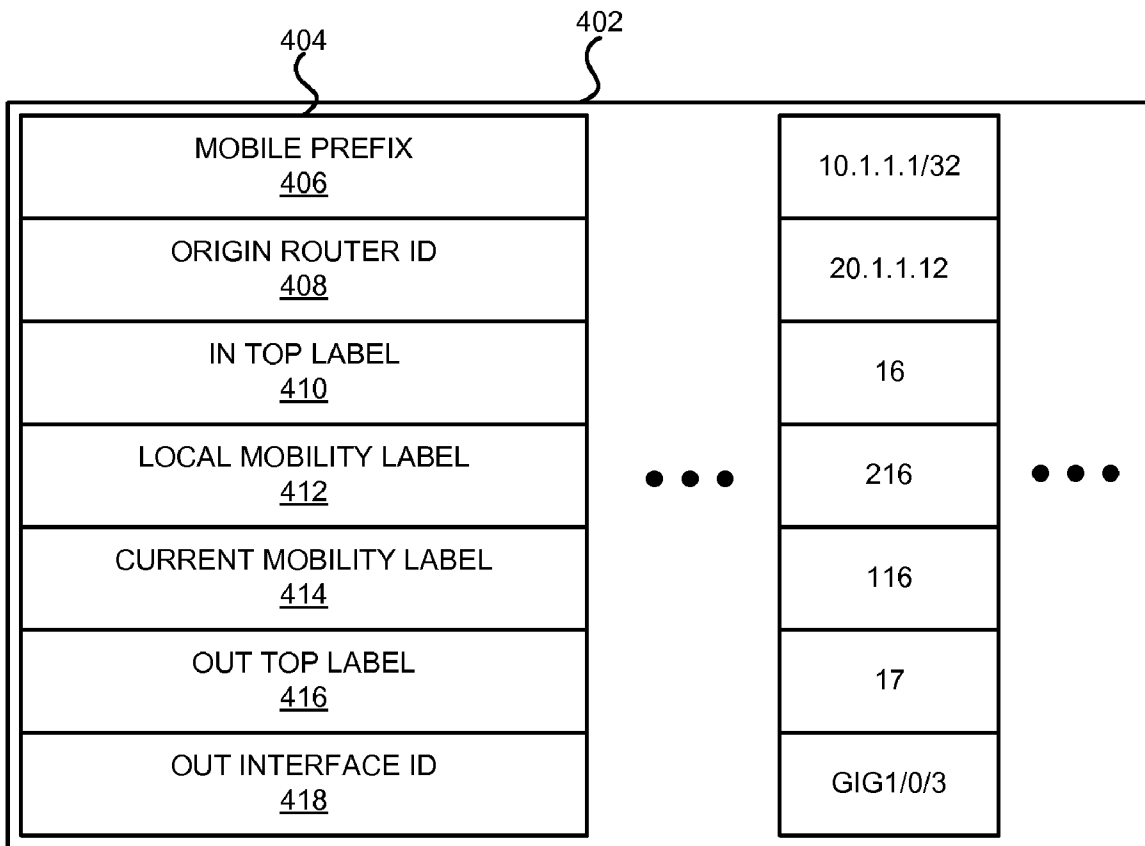 404
402
MOBILE PREFIX
406
10.1.1.1/32
ORIGIN ROUTER ID
408
20.1.1.12
IN TOP LABEL
410
16
LOCAL MOBILITY LABEL
412
216
CURRENT MOBILITY LABEL
414
116
OUT TOP LABEL
416
17
OUT INTERFACE ID
418
GIG1/0/3